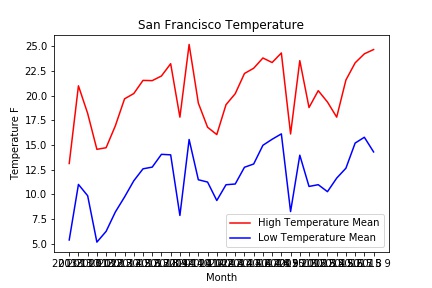 San Francisco Temperature
Temperature F
25.0
22.5
20.0
17.5
15.0
12.5
10.0
7.5
5.0
High Temperature Mean
Low Temperature Mean
Month